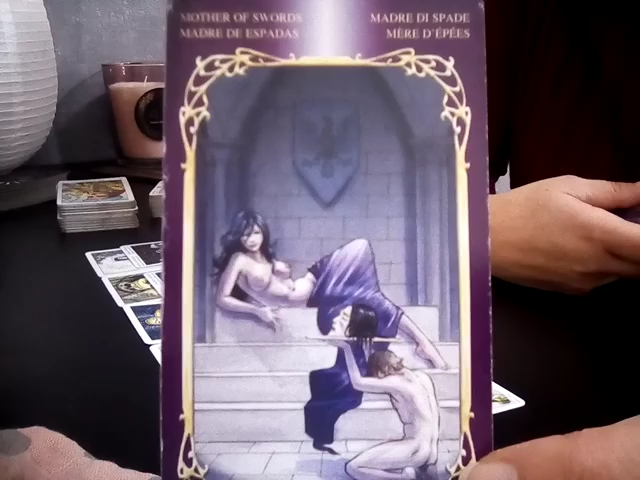 MOTHER OF SWORDS
MADRE DE ESPADAS
MADRE DI SPADE
MÈRE D'ÉPÉES